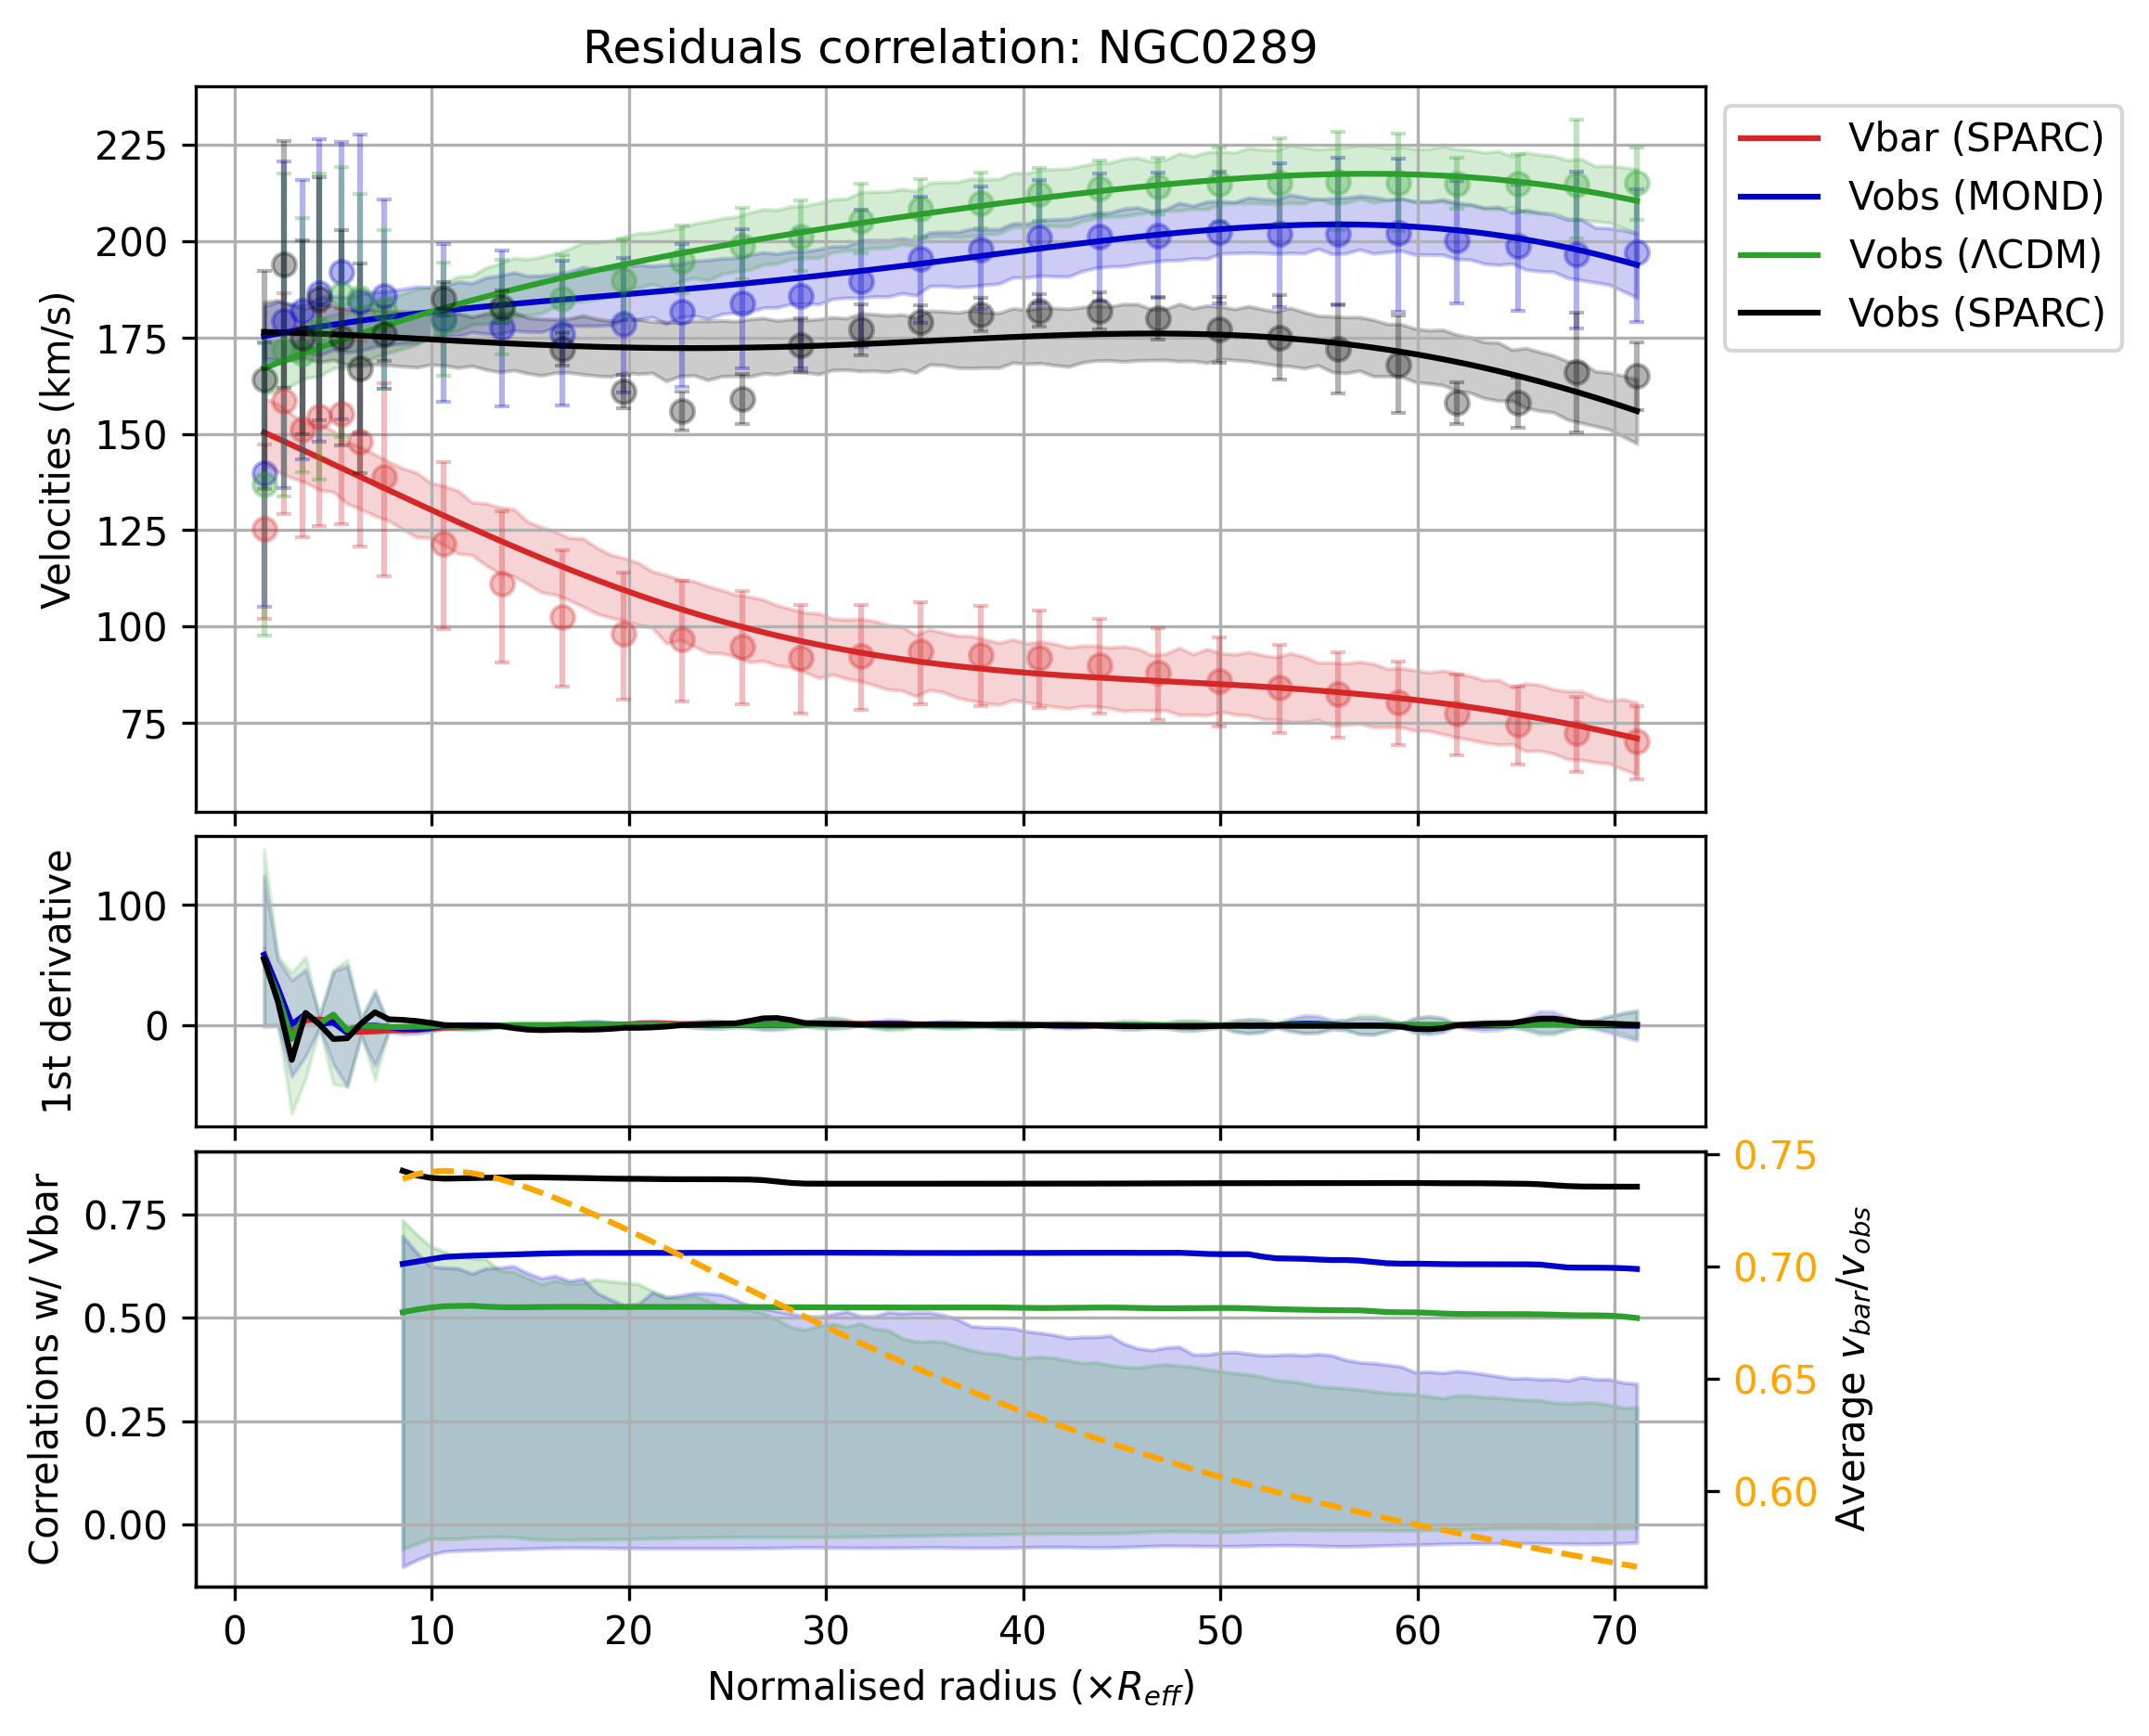 Residuals correlation: NGC0289
Velocities (km/s)
225
200
175
150
125
100
75
Vbar (SPARC)
Vobs (MOND)
Vobs (ΛCDM)
Vobs (SPARC)
1st derivative
100
0
Correlations w/ Vbar
0.75
0.50
0.25
0.00
0.75
0.70
0.65
0.60
Average v_bar/v_obs
0 10 20 30 40 50 60 70
Normalised radius (×R_eff)